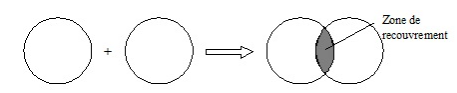 Zone de
recouvrement
+